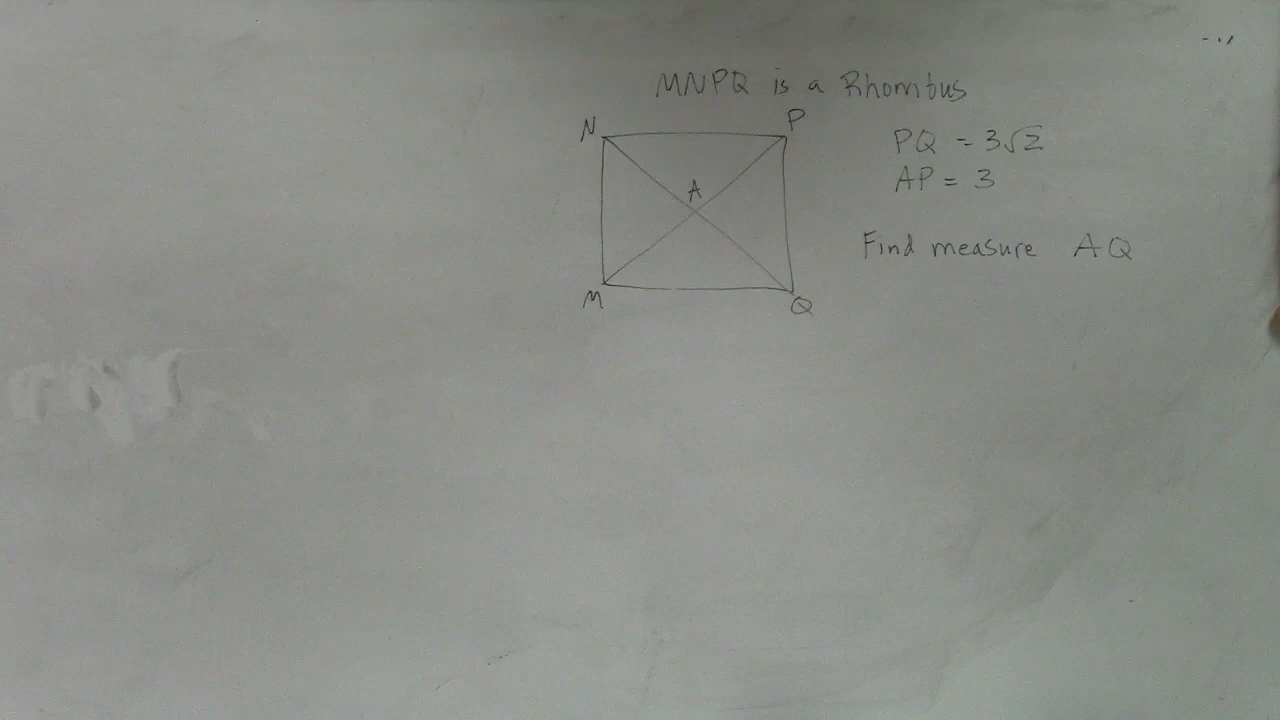 MNPQ is a Rhombus
N
P
PQ = 3√2
AP = 3
A
Find measure AQ
M
Q